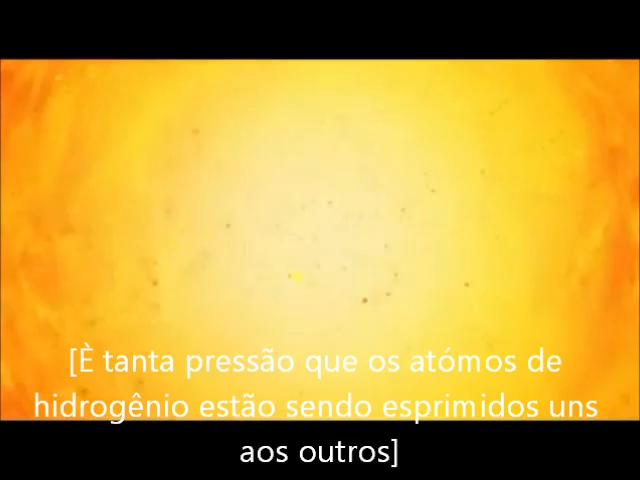 [È tanta pressão que os atómos de
hidrogênio estão sendo esprimidos uns
aos outros]